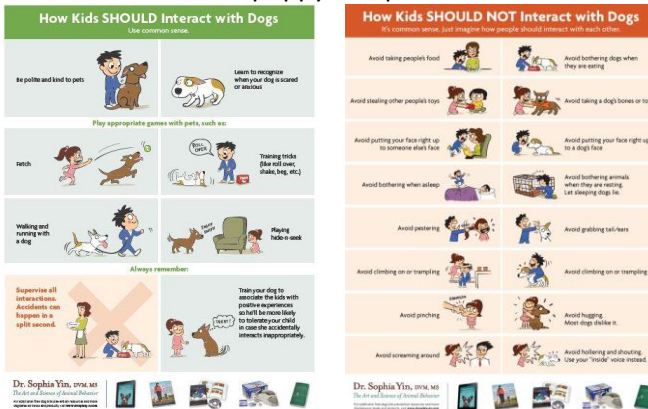 How Kids SHOULD Interact with Dogs
Use common sense.
Be polite and kind to pets
Learn to recognize
when your dog is scared
or anxious
Play appropriate games with pets, such as:
Fetch
ROLL
OVER
Training tricks
(like roll over,
shake, beg, etc.)
Walking and
running with
a dog
Playing
hide-n-seek
Always remember:
Supervise all
interactions.
Accidents can
happen in a
split second.
Train your dog to
associate the kids with
positive experiences
so he'll be more likely
to tolerate your child
in case she accidentally
interacts inappropriately.
Dr. Sophia Yin, DVM, MS
The Art and Science of Animal Behavior
How Kids SHOULD NOT Interact with Dogs
It's common sense. Just imagine how people should interact with each other.
Avoid taking people's food
Avoid bothering dogs when
they are eating
Avoid stealing other people's toys
Avoid taking a dog's bones or to
Avoid putting your face right up
to someone else's face
Avoid putting your face right up
to a dog's face
Avoid bothering when asleep
Avoid bothering animals
when they are resting.
Let sleeping dogs lie.
Avoid pestering
Avoid grabbing tail/ears
Avoid climbing on or trampling
Avoid climbing on or trampling
Avoid pinching
Avoid hugging.
Most dogs dislike it.
Avoid screaming around
Avoid hollering and shouting.
Use your "inside" voice instead.
Dr. Sophia Yin, DVM, MS
The Art and Science of Animal Behavior